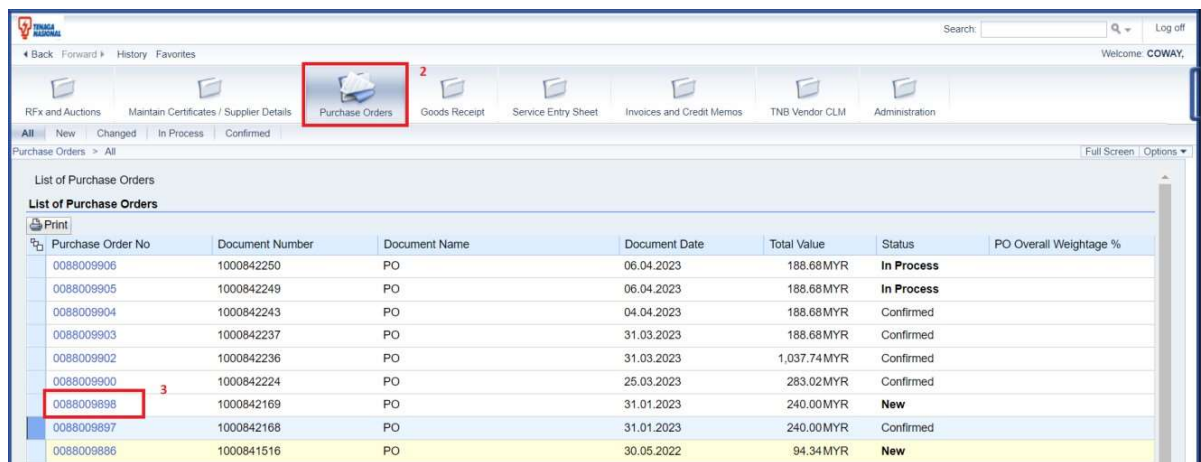 TENAGA NASIONAL Search: Log off
Back Forward History Favorites Welcome: COWAY,
2
RFx and Auctions Maintain Certificates / Supplier Details Purchase Orders Goods Receipt Service Entry Sheet Invoices and Credit Memos TNB Vendor CLM Administration
All New Changed In Process Confirmed
Purchase Orders > All Full Screen Options
List of Purchase Orders
List of Purchase Orders
Print
Purchase Order No Document Number Document Name Document Date Total Value Status PO Overall Weightage %
0088009906 1000842250 PO 06.04.2023 188.68 MYR In Process
0088009905 1000842249 PO 06.04.2023 188.68 MYR In Process
0088009904 1000842243 PO 04.04.2023 188.68 MYR Confirmed
0088009903 1000842237 PO 31.03.2023 188.68 MYR Confirmed
0088009902 1000842236 PO 31.03.2023 1,037.74 MYR Confirmed
0088009900 1000842224 PO 25.03.2023 283.02 MYR Confirmed
3
0088009898 1000842169 PO 31.01.2023 240.00 MYR New
0088009897 1000842168 PO 31.01.2023 240.00 MYR Confirmed
0088009886 1000841516 PO 30.05.2022 94.34 MYR New